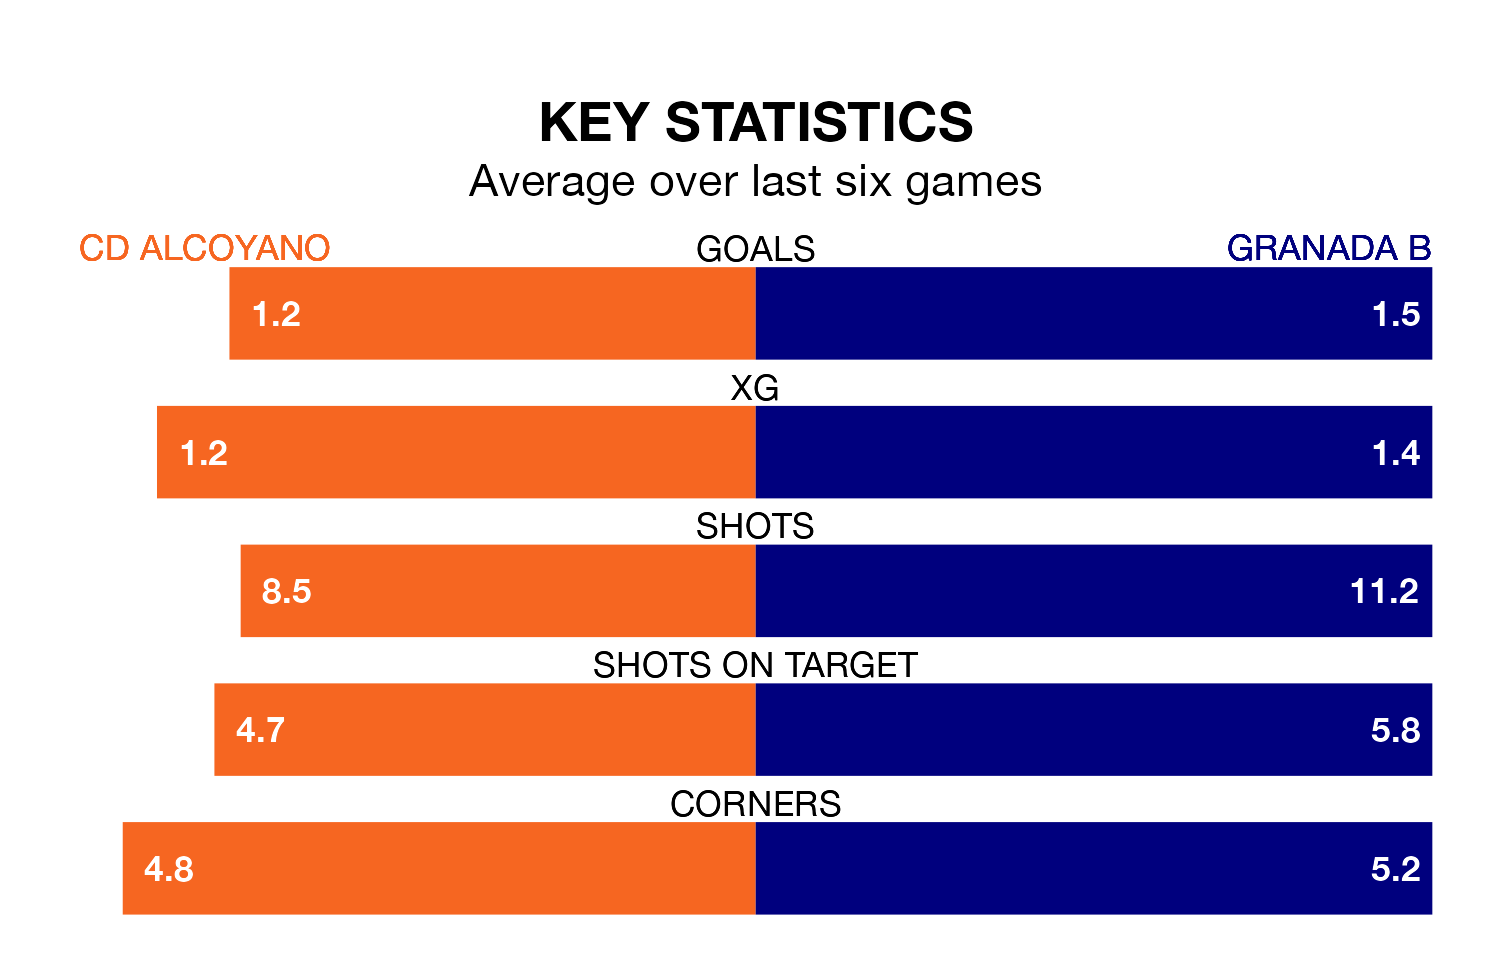 KEY STATISTICS
Average over last six games
CD ALCOYANO GOALS GRANADA B
1.2 1.5
XG
1.2 1.4
SHOTS
8.5 11.2
SHOTS ON TARGET
4.7 5.8
CORNERS
4.8 5.2